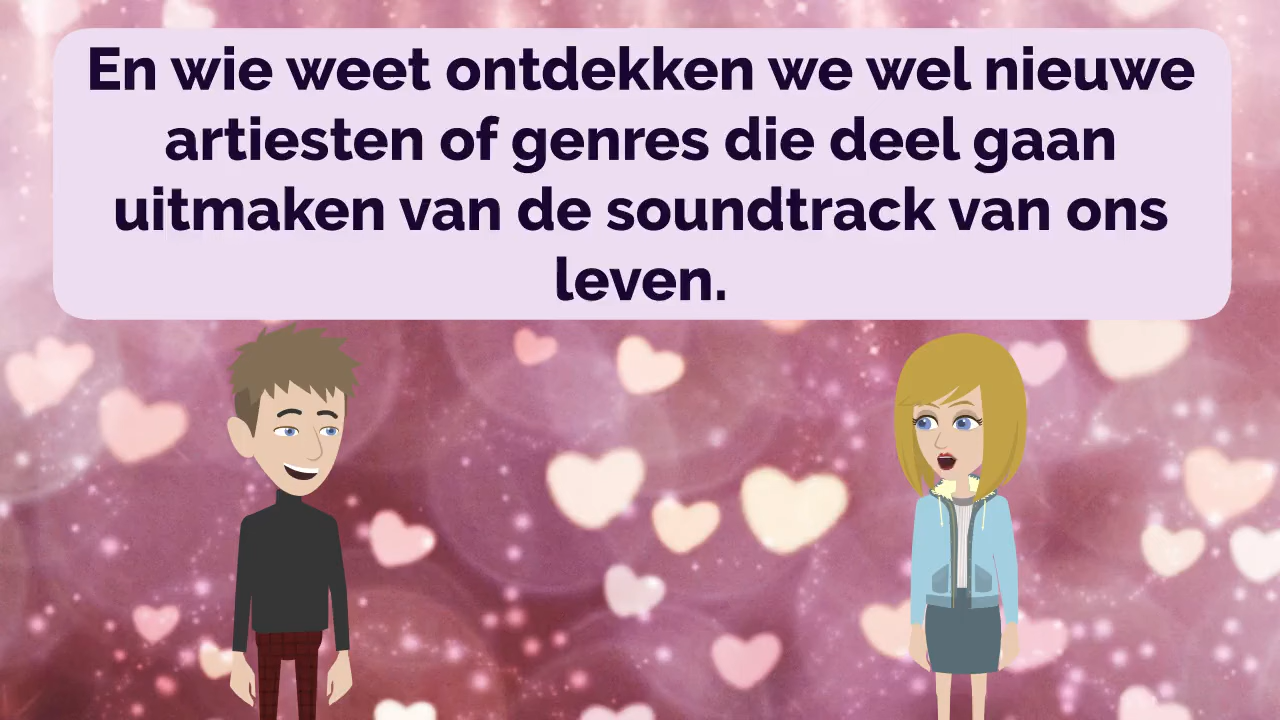 En wie weet ontdekken we wel nieuwe
artiesten of genres die deel gaan
uitmaken van de soundtrack van ons
leven.